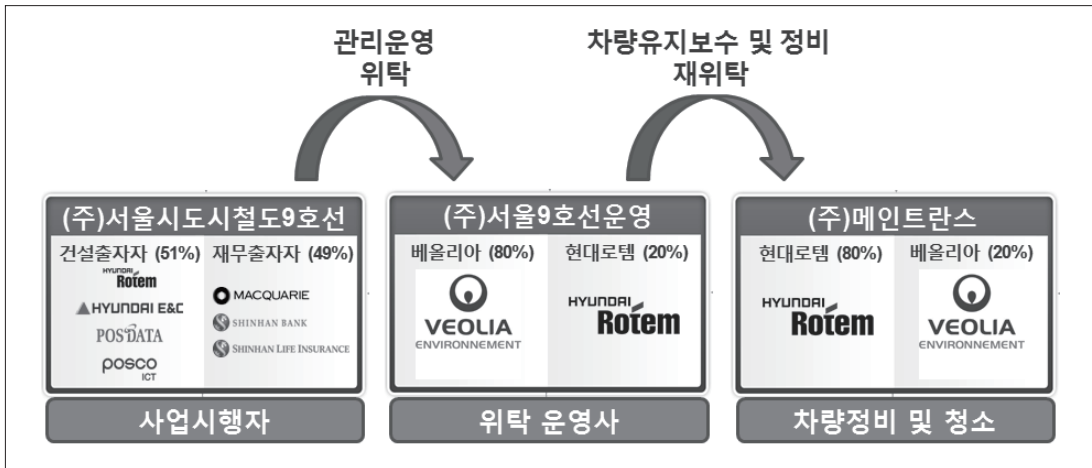 관리운영
위탁
차량유지보수 및 정비
재위탁
(주)서울시도시철도9호선
건설출자자 (51%) 재무출자자 (49%)
HYUNDAI
Rotem
HYUNDAI E&C
POSDATA
posco
ICT
MACQUARIE
SHINHAN BANK
SHINHAN LIFE INSURANCE
사업시행자
(주)서울9호선운영
베올리아 (80%) 현대로템 (20%)
VEOLIA
ENVIRONNEMENT
HYUNDAI
Rotem
위탁 운영사
(주)메인트란스
현대로템 (80%) 베올리아 (20%)
HYUNDAI
Rotem
VEOLIA
ENVIRONNEMENT
차량정비 및 청소